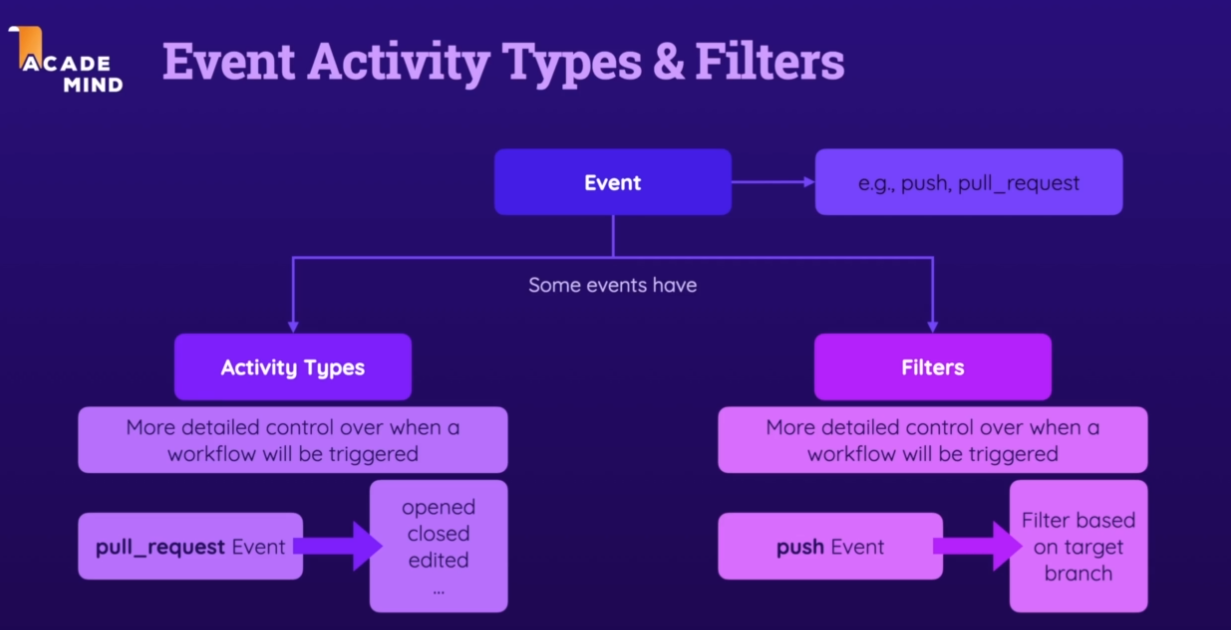 ACADE
MIND
Event Activity Types & Filters
Event
e.g., push, pull_request
Some events have
Activity Types
Filters
More detailed control over when a
workflow will be triggered
More detailed control over when a
workflow will be triggered
pull_request Event
opened
closed
edited
...
push Event
Filter based
on target
branch